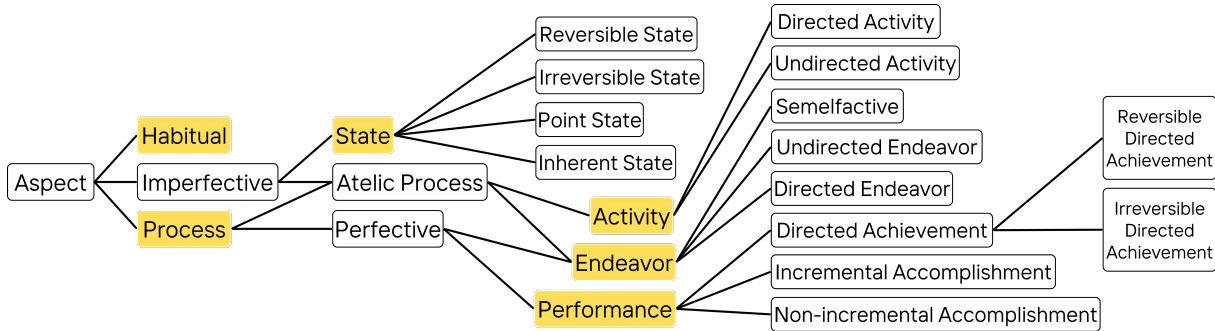 Aspect
Habitual
Imperfective
Process
State
Atelic Process
Perfective
Reversible State
Irreversible State
Point State
Inherent State
Activity
Endeavor
Performance
Directed Activity
Undirected Activity
Semelfactive
Undirected Endeavor
Directed Endeavor
Directed Achievement
Incremental Accomplishment
Non-incremental Accomplishment
Reversible
Directed
Achievement
Irreversible
Directed
Achievement